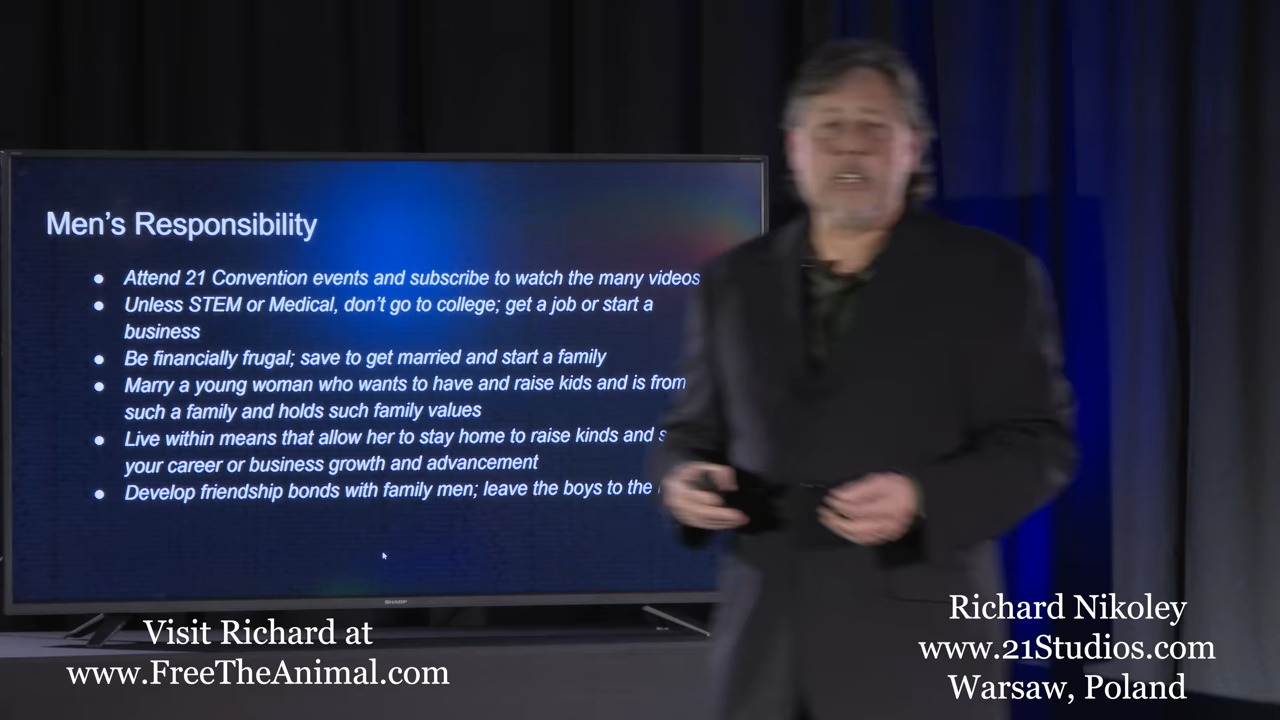 Men's Responsibility
● Attend 21 Convention events and subscribe to watch the many videos
● Unless STEM or Medical, don't go to college; get a job or start a
business
● Be financially frugal; save to get married and start a family
● Marry a young woman who wants to have and raise kids and is from
such a family and holds such family values
● Live within means that allow her to stay home to raise kinds and
your career or business growth and advancement
● Develop friendship bonds with family men; leave the boys to the
SHARP
Visit Richard at
www.FreeTheAnimal.com
Richard Nikoley
www.21Studios.com
Warsaw, Poland